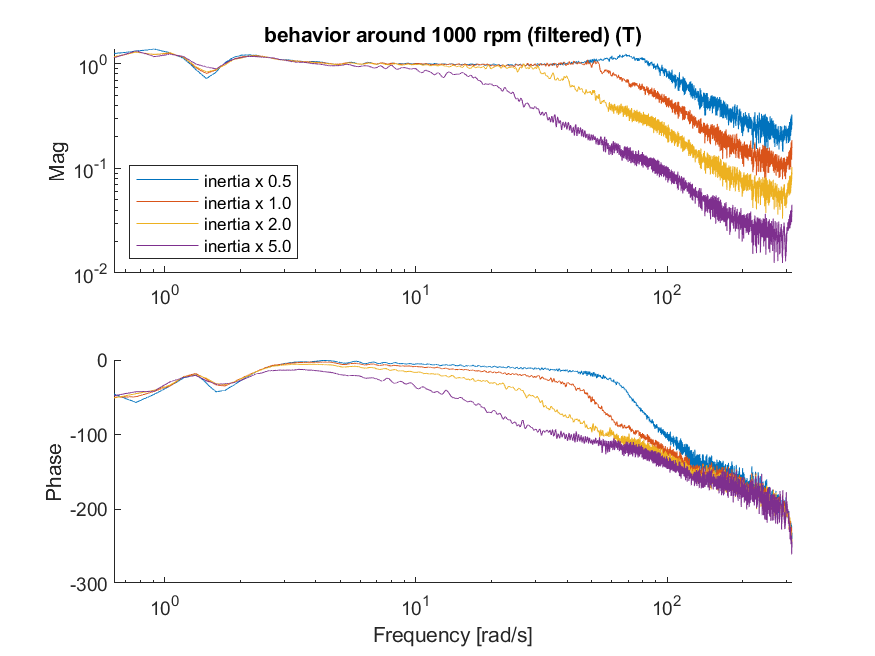 behavior around 1000 rpm (filtered) (T)
Mag
10^0
10^-1
10^-2
inertia x 0.5
inertia x 1.0
inertia x 2.0
inertia x 5.0
10^0 10^1 10^2
Phase
0
-100
-200
-300
10^0 10^1 10^2
Frequency [rad/s]